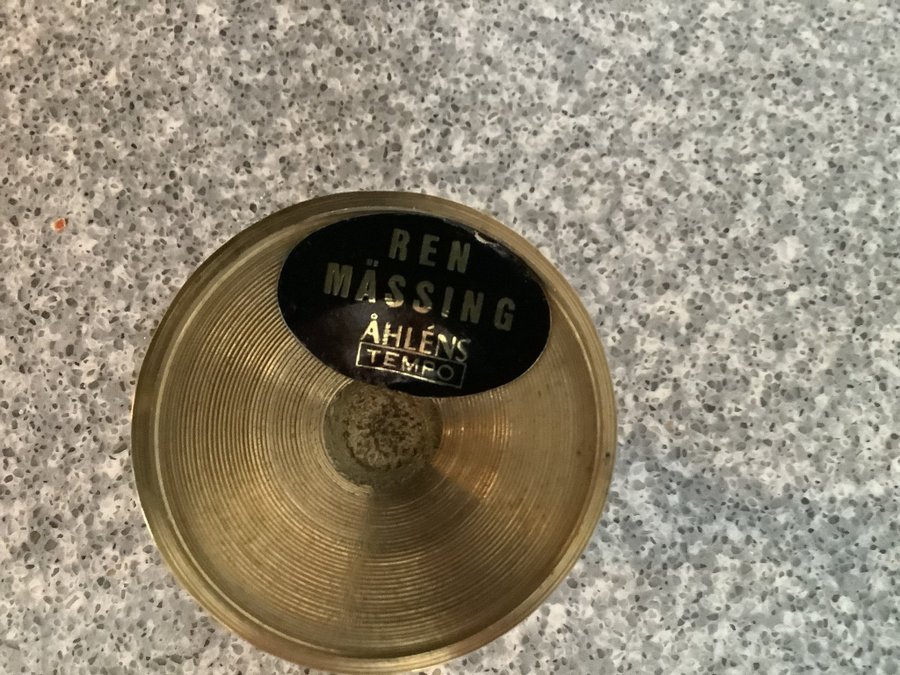 REN
MÄSSING
ÅHLÉNS
TEMPO